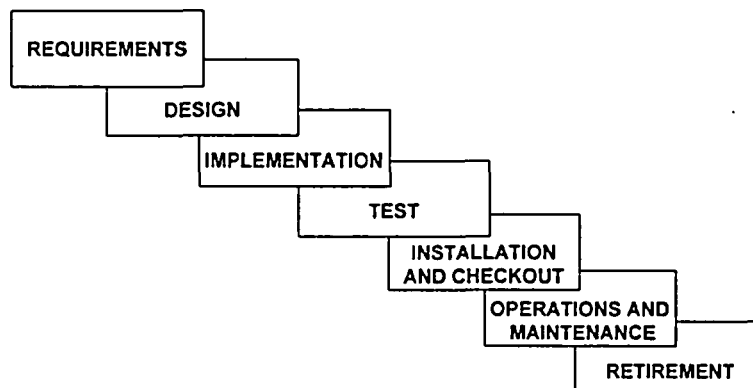 REQUIREMENTS
DESIGN
IMPLEMENTATION
TEST
INSTALLATION
AND CHECKOUT
OPERATIONS AND
MAINTENANCE
RETIREMENT